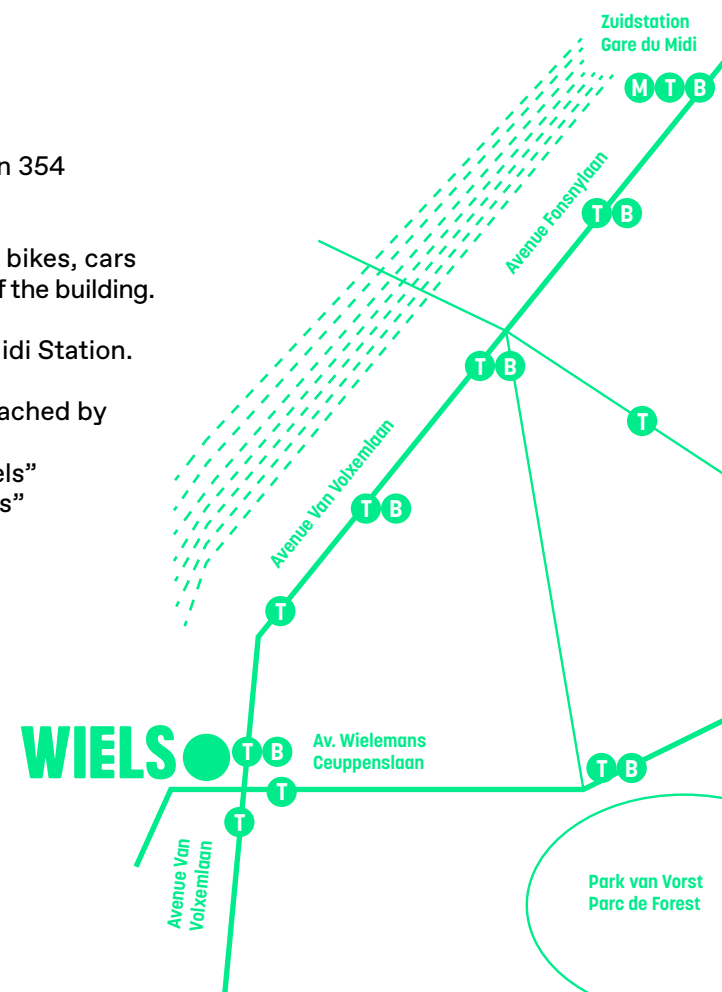 n 354
bikes, cars
f the building.
idi Station.
ached by
els”
s”
Zuidstation
Gare du Midi
M T B
Avenue Fonsnylaan
T B
T B
T
Avenue Van Volxemlaan
T B
T
WIELS
T B
Av. Wielemans
Ceuppenslaan
T
T
T B
Avenue Van
Volxemlaan
Park van Vorst
Parc de Forest